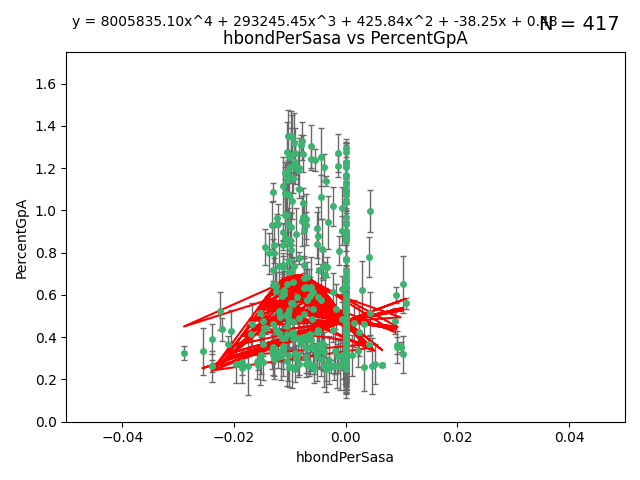 y = 8005835.10x^4 + 293245.45x^3 + 425.84x^2 + -38.25x +
N = 417
hbondPerSasa vs PercentGpA
1.6
1.4
1.2
1.0
0.8
0.6
0.4
0.2
0.0
PercentGpA
−0.04 −0.02 0.00 0.02 0.04
hbondPerSasa